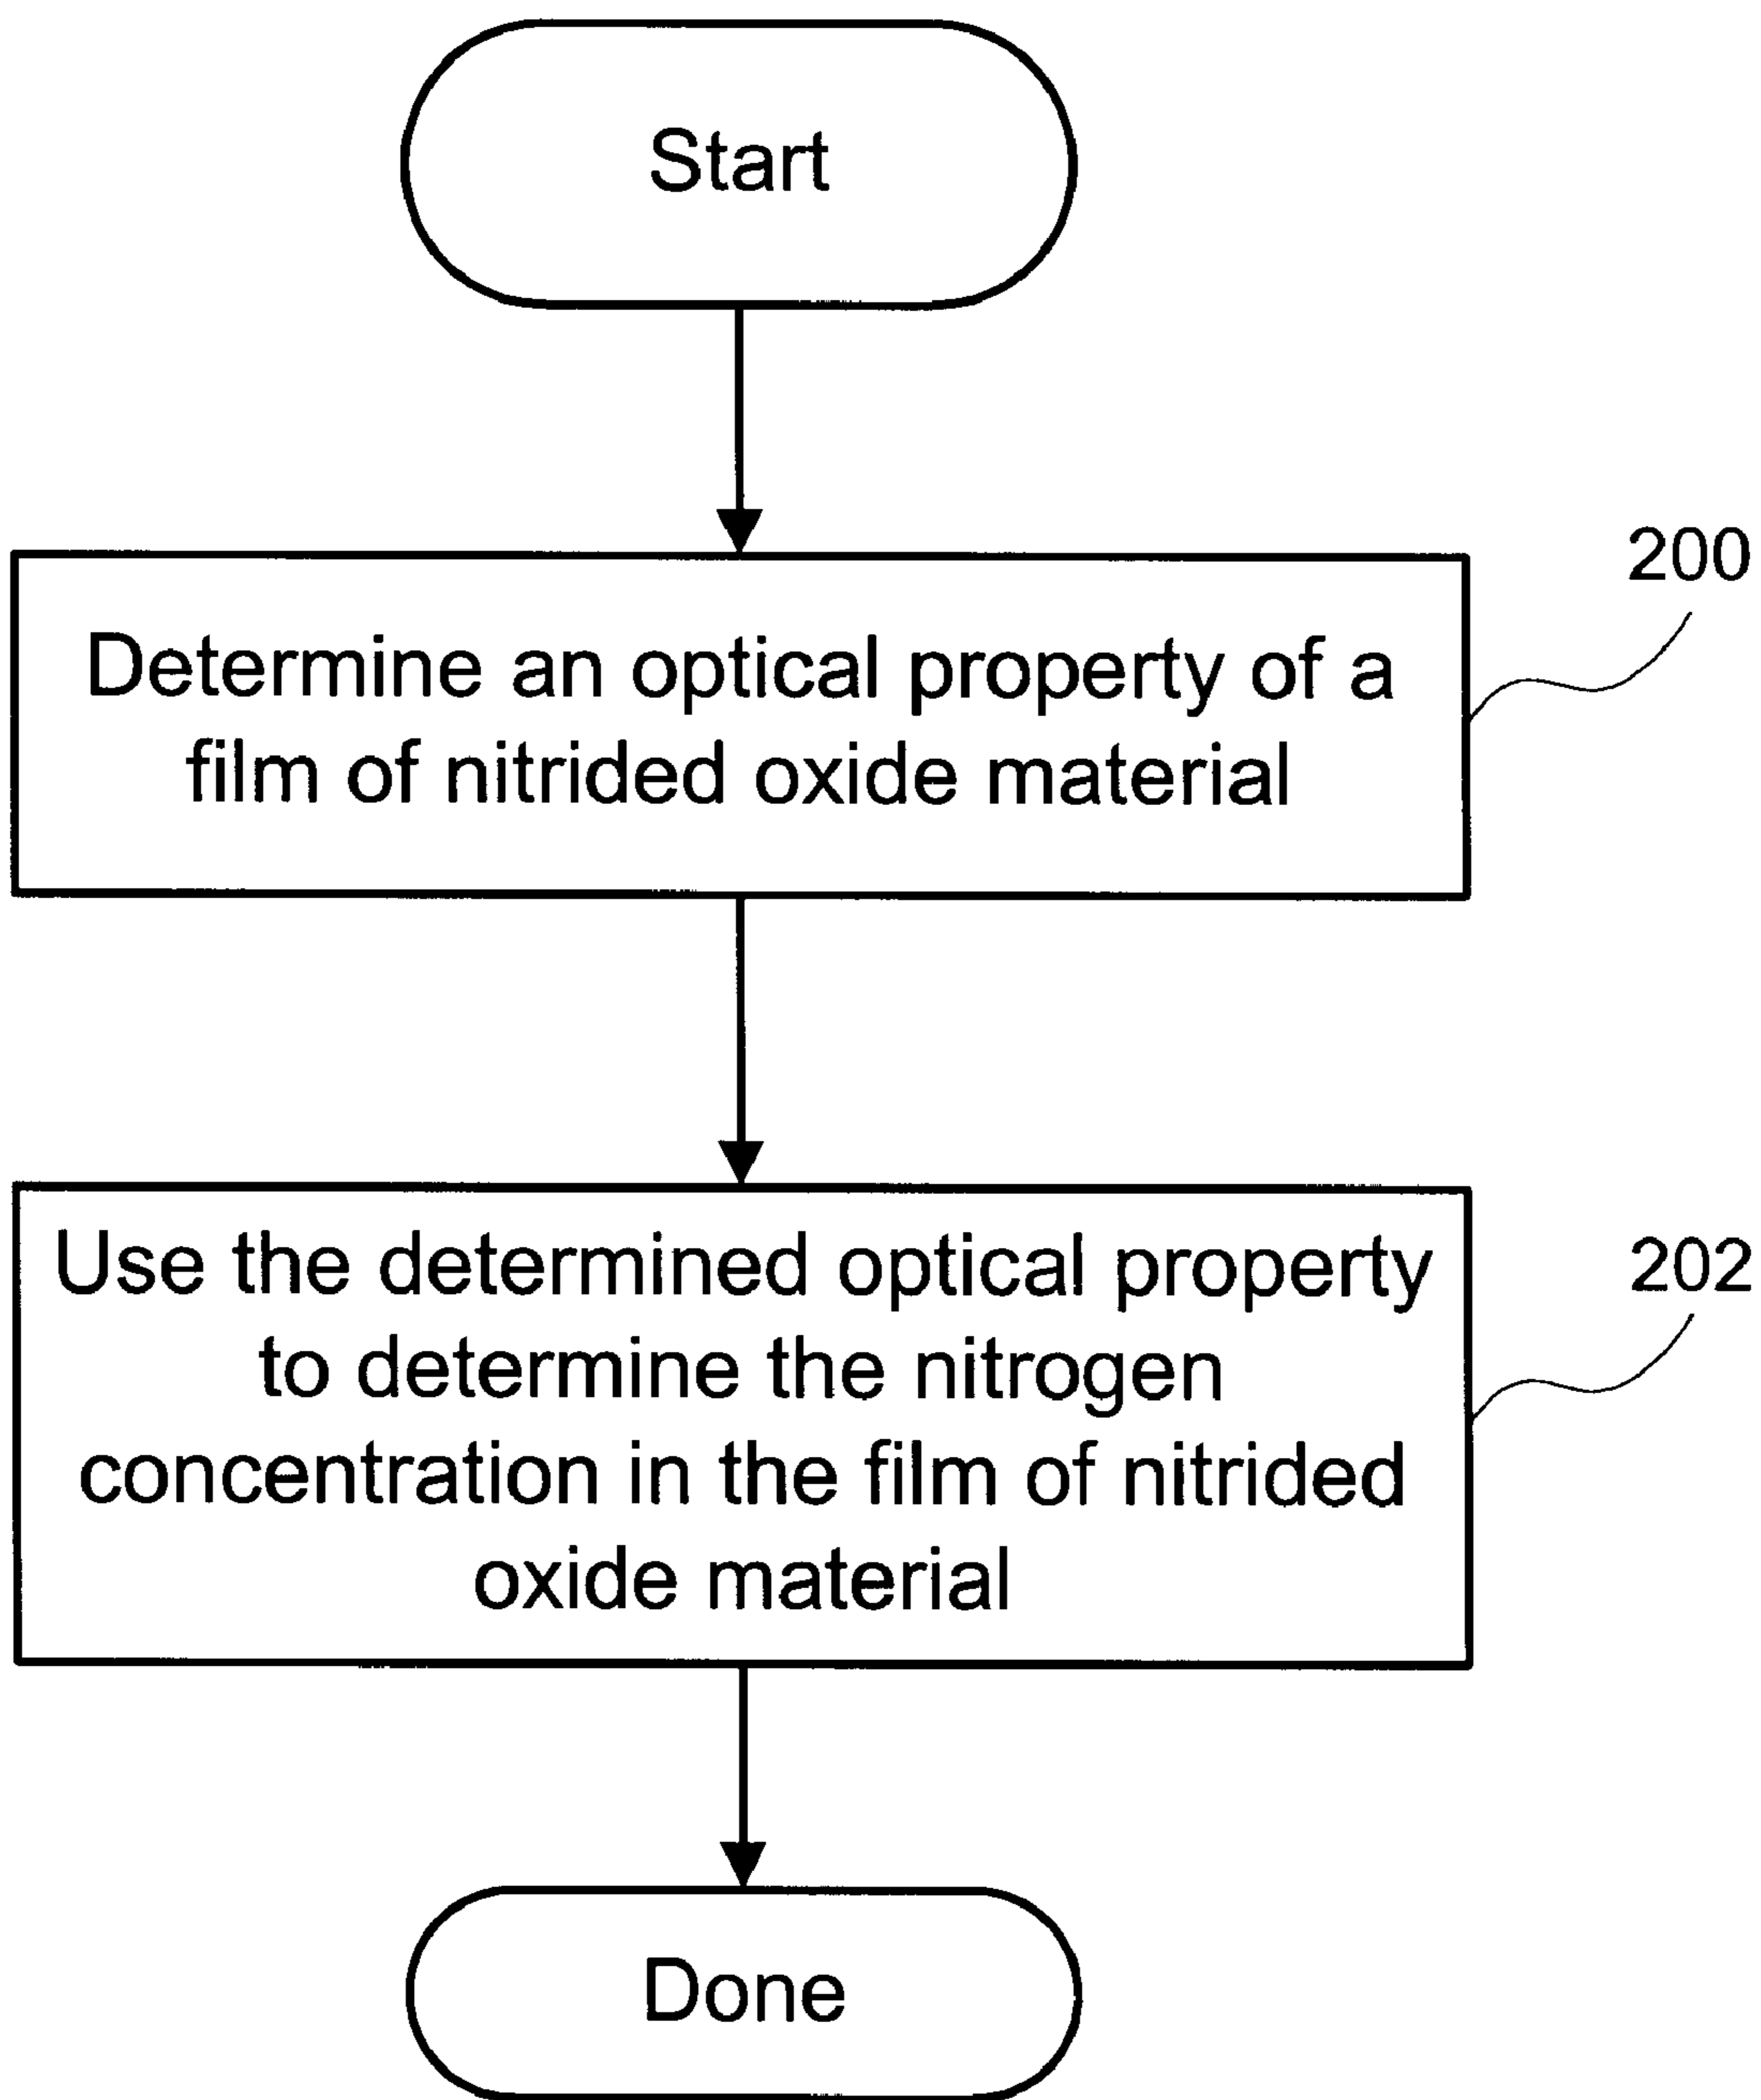 Start
200
Determine an optical property of a
film of nitrided oxide material
202
Use the determined optical property
to determine the nitrogen
concentration in the film of nitrided
oxide material
Done